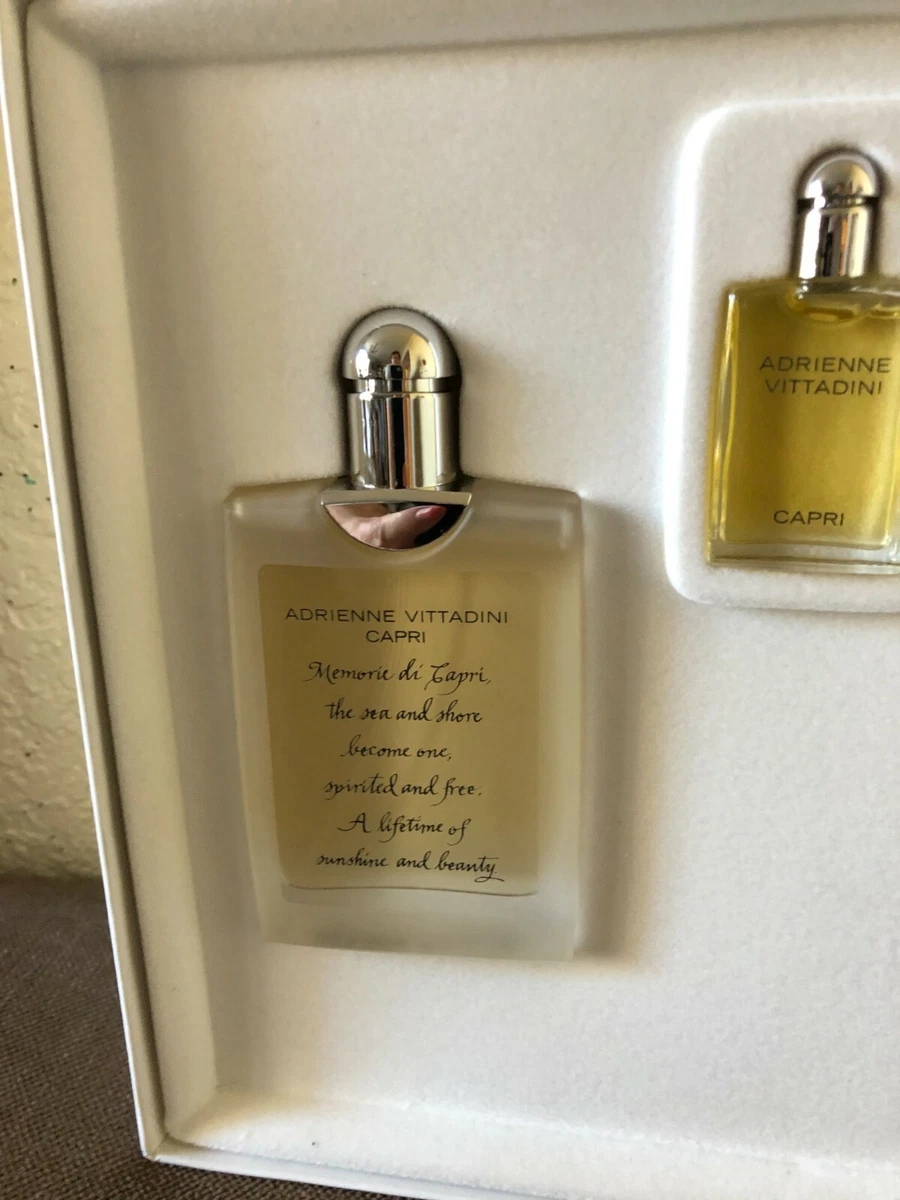 ADRIENNE VITTADINI
CAPRI
Memorie di Capri,
the sea and shore
become one,
spirited and free.
A lifetime of
sunshine and beauty
ADRIENNE
VITTADINI
CAPRI